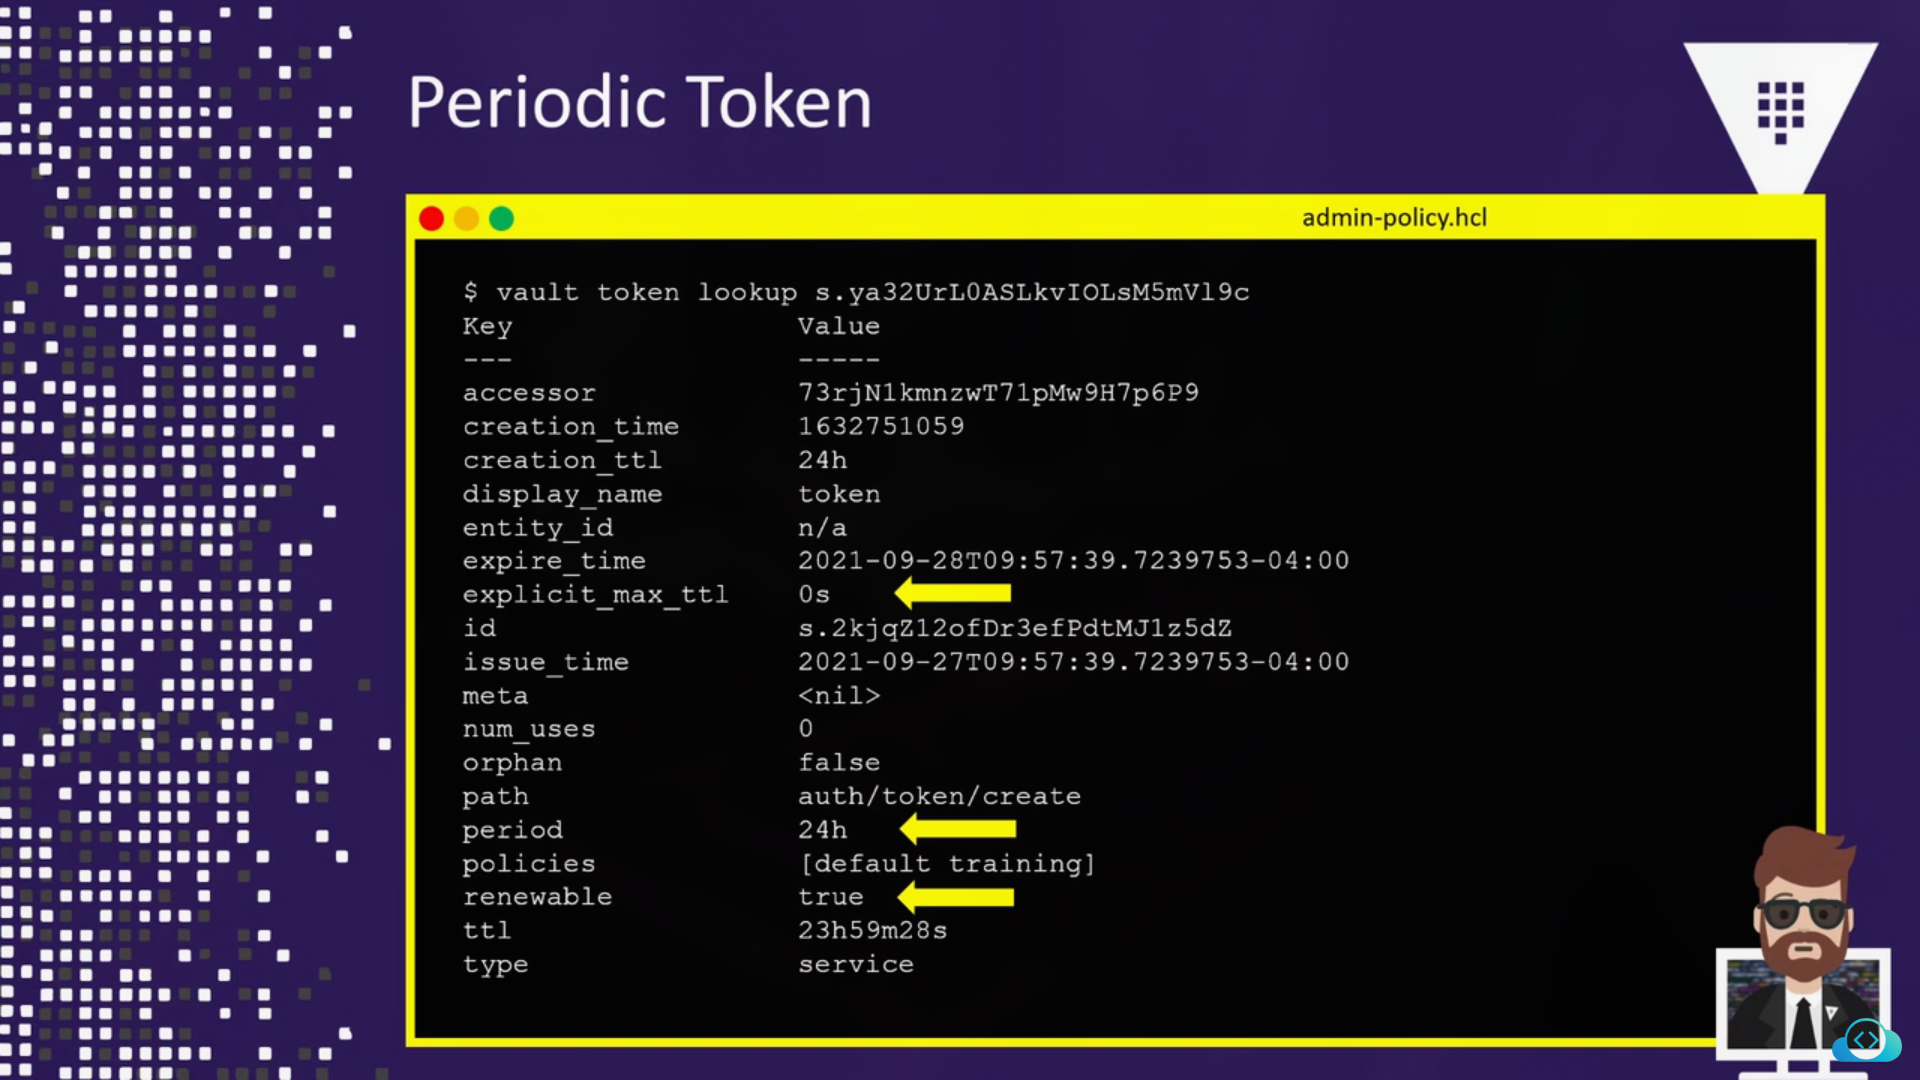 Periodic Token
admin-policy.hcl
$ vault token lookup s.ya32UrL0ASLkvIOLsM5mVl9c
Key Value
--- -----
accessor 73rjN1kmnzwT71pMw9H7p6P9
creation_time 1632751059
creation_ttl 24h
display_name token
entity_id n/a
expire_time 2021-09-28T09:57:39.7239753-04:00
explicit_max_ttl 0s
id s.2kjqZ12ofDr3efPdtMJ1z5dZ
issue_time 2021-09-27T09:57:39.7239753-04:00
meta <nil>
num_uses 0
orphan false
path auth/token/create
period 24h
policies [default training]
renewable true
ttl 23h59m28s
type service